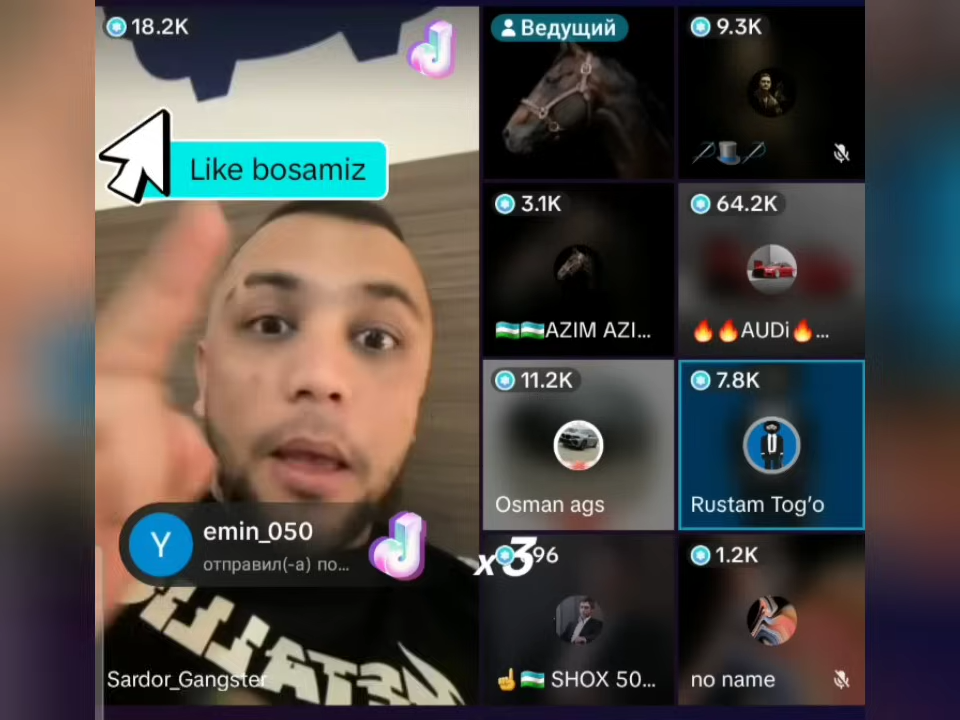 18.2K
Like bosamiz
Y
emin_050
отправил(-а) по...
x3
Sardor_Gangster
Ведущий
9.3K
3.1K
AZIM AZI...
64.2K
AUDi...
11.2K
Osman ags
7.8K
Rustam Tog‘o
96
SHOX 50...
1.2K
no name